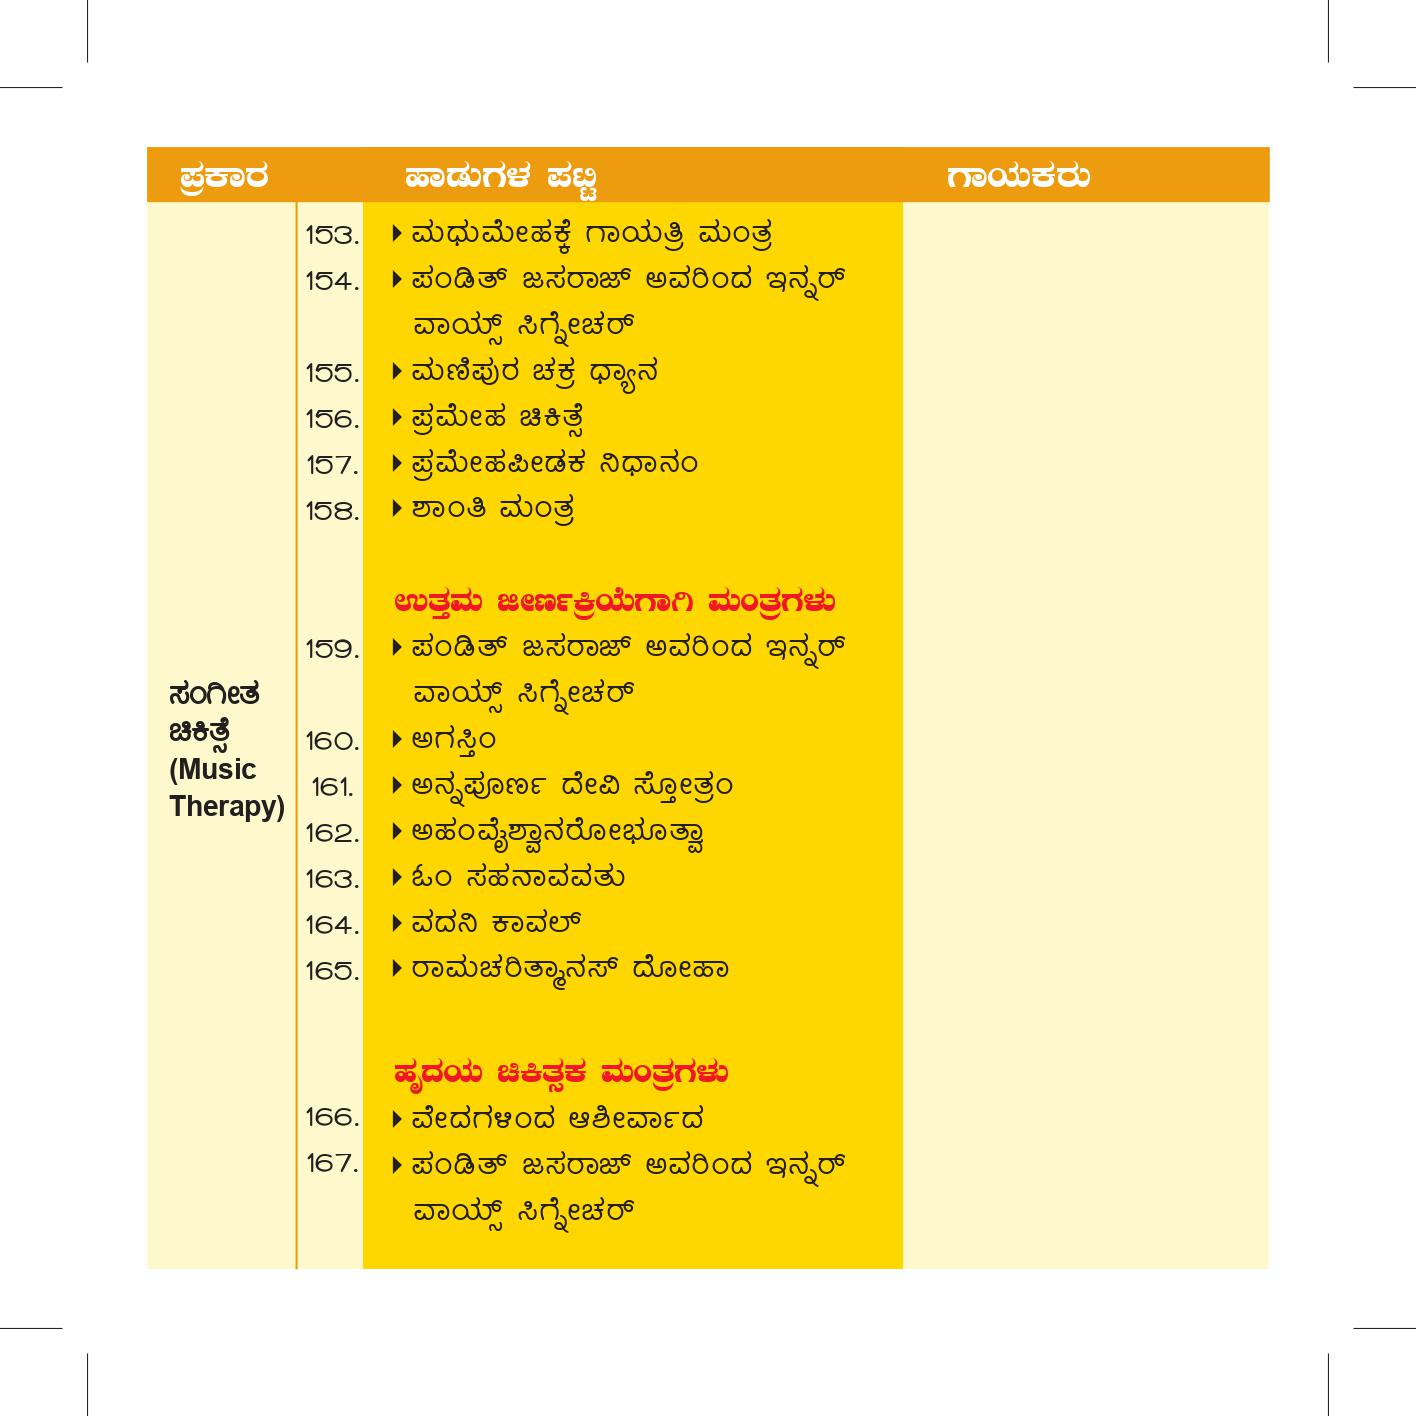 ಪ್ರಕಾರ ಹಾಡುಗಳ ಪಟ್ಟಿ ಗಾಯಕರು
153. ಮಧುಮೇಹಕ್ಕೆ ಗಾಯತ್ರಿ ಮಂತ್ರ
154. ಪಂಡಿತ್ ಜಸರಾಜ್ ಅವರಿಂದ ಇನ್ನರ್
ವಾಯ್ಸ್ ಸಿಗ್ನೇಚರ್
155. ಮಣಿಪುರ ಚಕ್ರ ಧ್ಯಾನ
156. ಪ್ರಮೇಹ ಚಿಕಿತ್ಸೆ
157. ಪ್ರಮೇಹಪೀಡಕ ನಿಧಾನಂ
158. ಶಾಂತಿ ಮಂತ್ರ
ಉತ್ತಮ ಜೀರ್ಣಕ್ರಿಯೆಗಾಗಿ ಮಂತ್ರಗಳು
159. ಪಂಡಿತ್ ಜಸರಾಜ್ ಅವರಿಂದ ಇನ್ನರ್
ವಾಯ್ಸ್ ಸಿಗ್ನೇಚರ್
ಸಂಗೀತ
ಚಿಕಿತ್ಸೆ
(Music
Therapy)
160. ಅಗಸ್ತಿಂ
161. ಅನ್ನಪೂರ್ಣ ದೇವಿ ಸ್ತೋತ್ರಂ
162. ಅಹಂವೈಶ್ವಾನರೋಭೂತ್ವಾ
163. ಓಂ ಸಹನಾವವತು
164. ವದನಿ ಕಾವಲ್
165. ರಾಮಚರಿತ್ಮಾನಸ್ ದೋಹಾ
ಹೃದಯ ಚಿಕಿತ್ಸಕ ಮಂತ್ರಗಳು
166. ವೇದಗಳಿಂದ ಆಶೀರ್ವಾದ
167. ಪಂಡಿತ್ ಜಸರಾಜ್ ಅವರಿಂದ ಇನ್ನರ್
ವಾಯ್ಸ್ ಸಿಗ್ನೇಚರ್